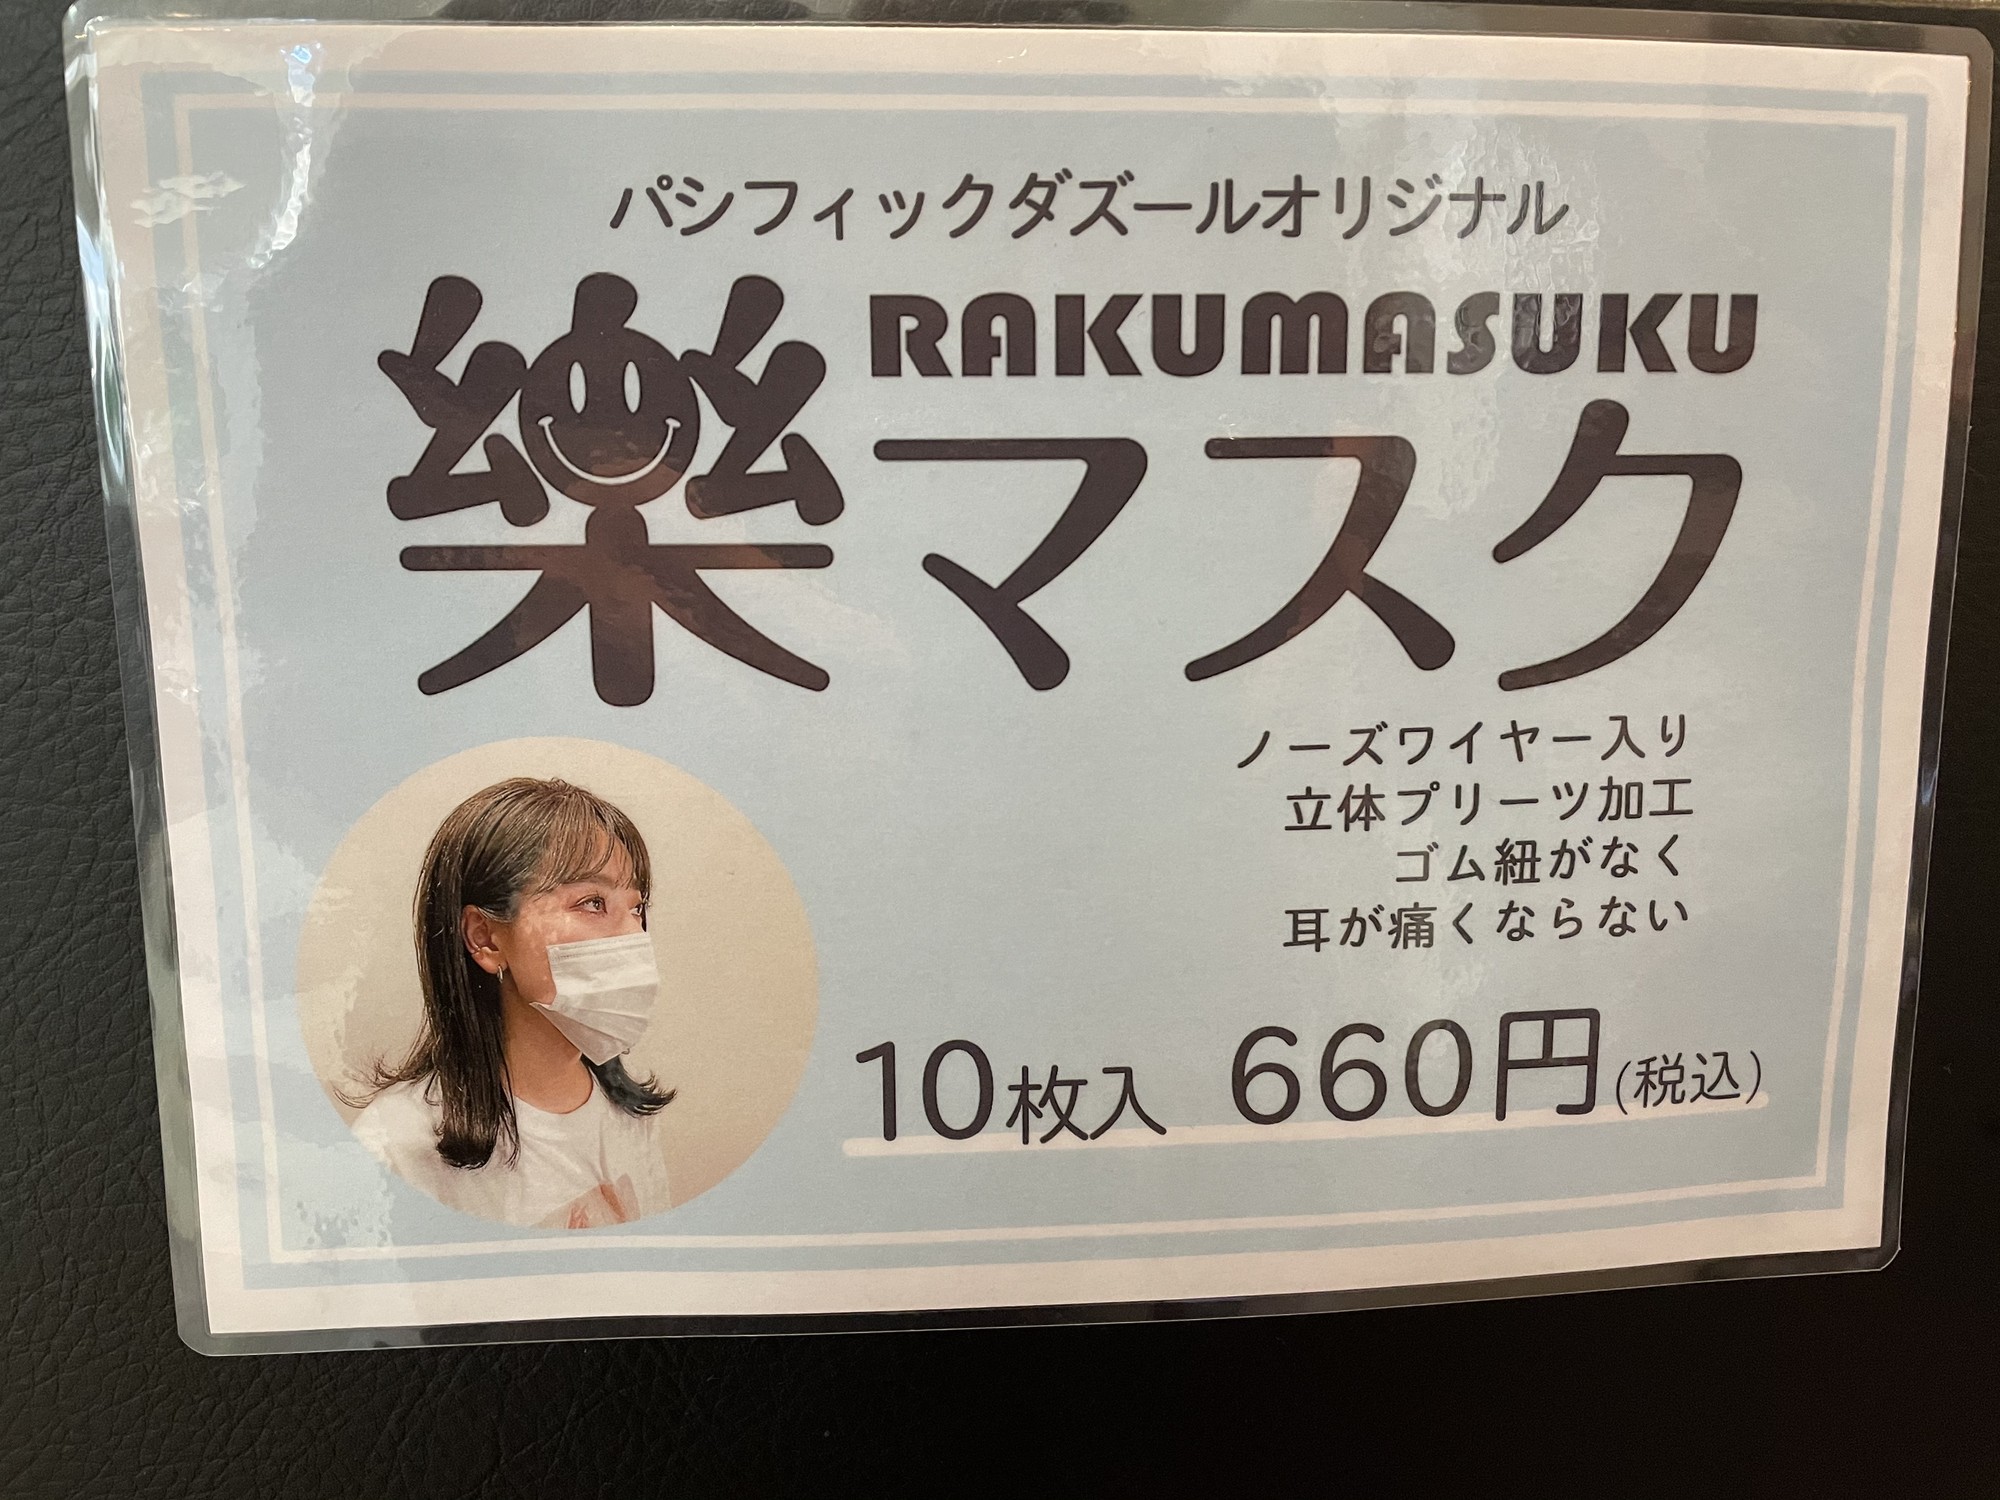 パシフィックダズールオリジナル
RAKUMASUKU
樂マスク
ノーズワイヤー入り
立体プリーツ加工
ゴム紐がなく
耳が痛くならない
10枚入 660円(税込)